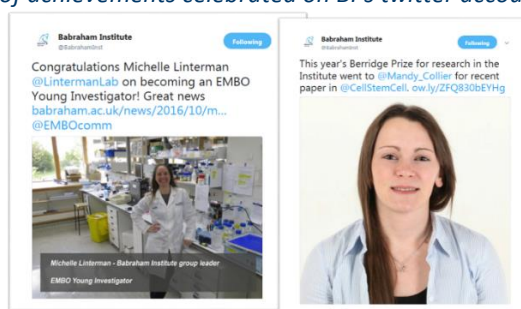 of achievements celebrated on BI's twitter accou
Babraham Institute
@BabrahamInst
Following
Congratulations Michelle Linterman
@LintermanLab on becoming an EMBO
Young Investigator! Great news
babraham.ac.uk/news/2016/10/m...
@EMBOcomm
Michelle Linterman - Babraham Institute group leader
EMBO Young Investigator
Babraham Institute
@BabrahamInst
Following
This year's Berridge Prize for research in the
Institute went to @Mandy_Collier for recent
paper in @CellStemCell. ow.ly/ZFQ830bEYHg